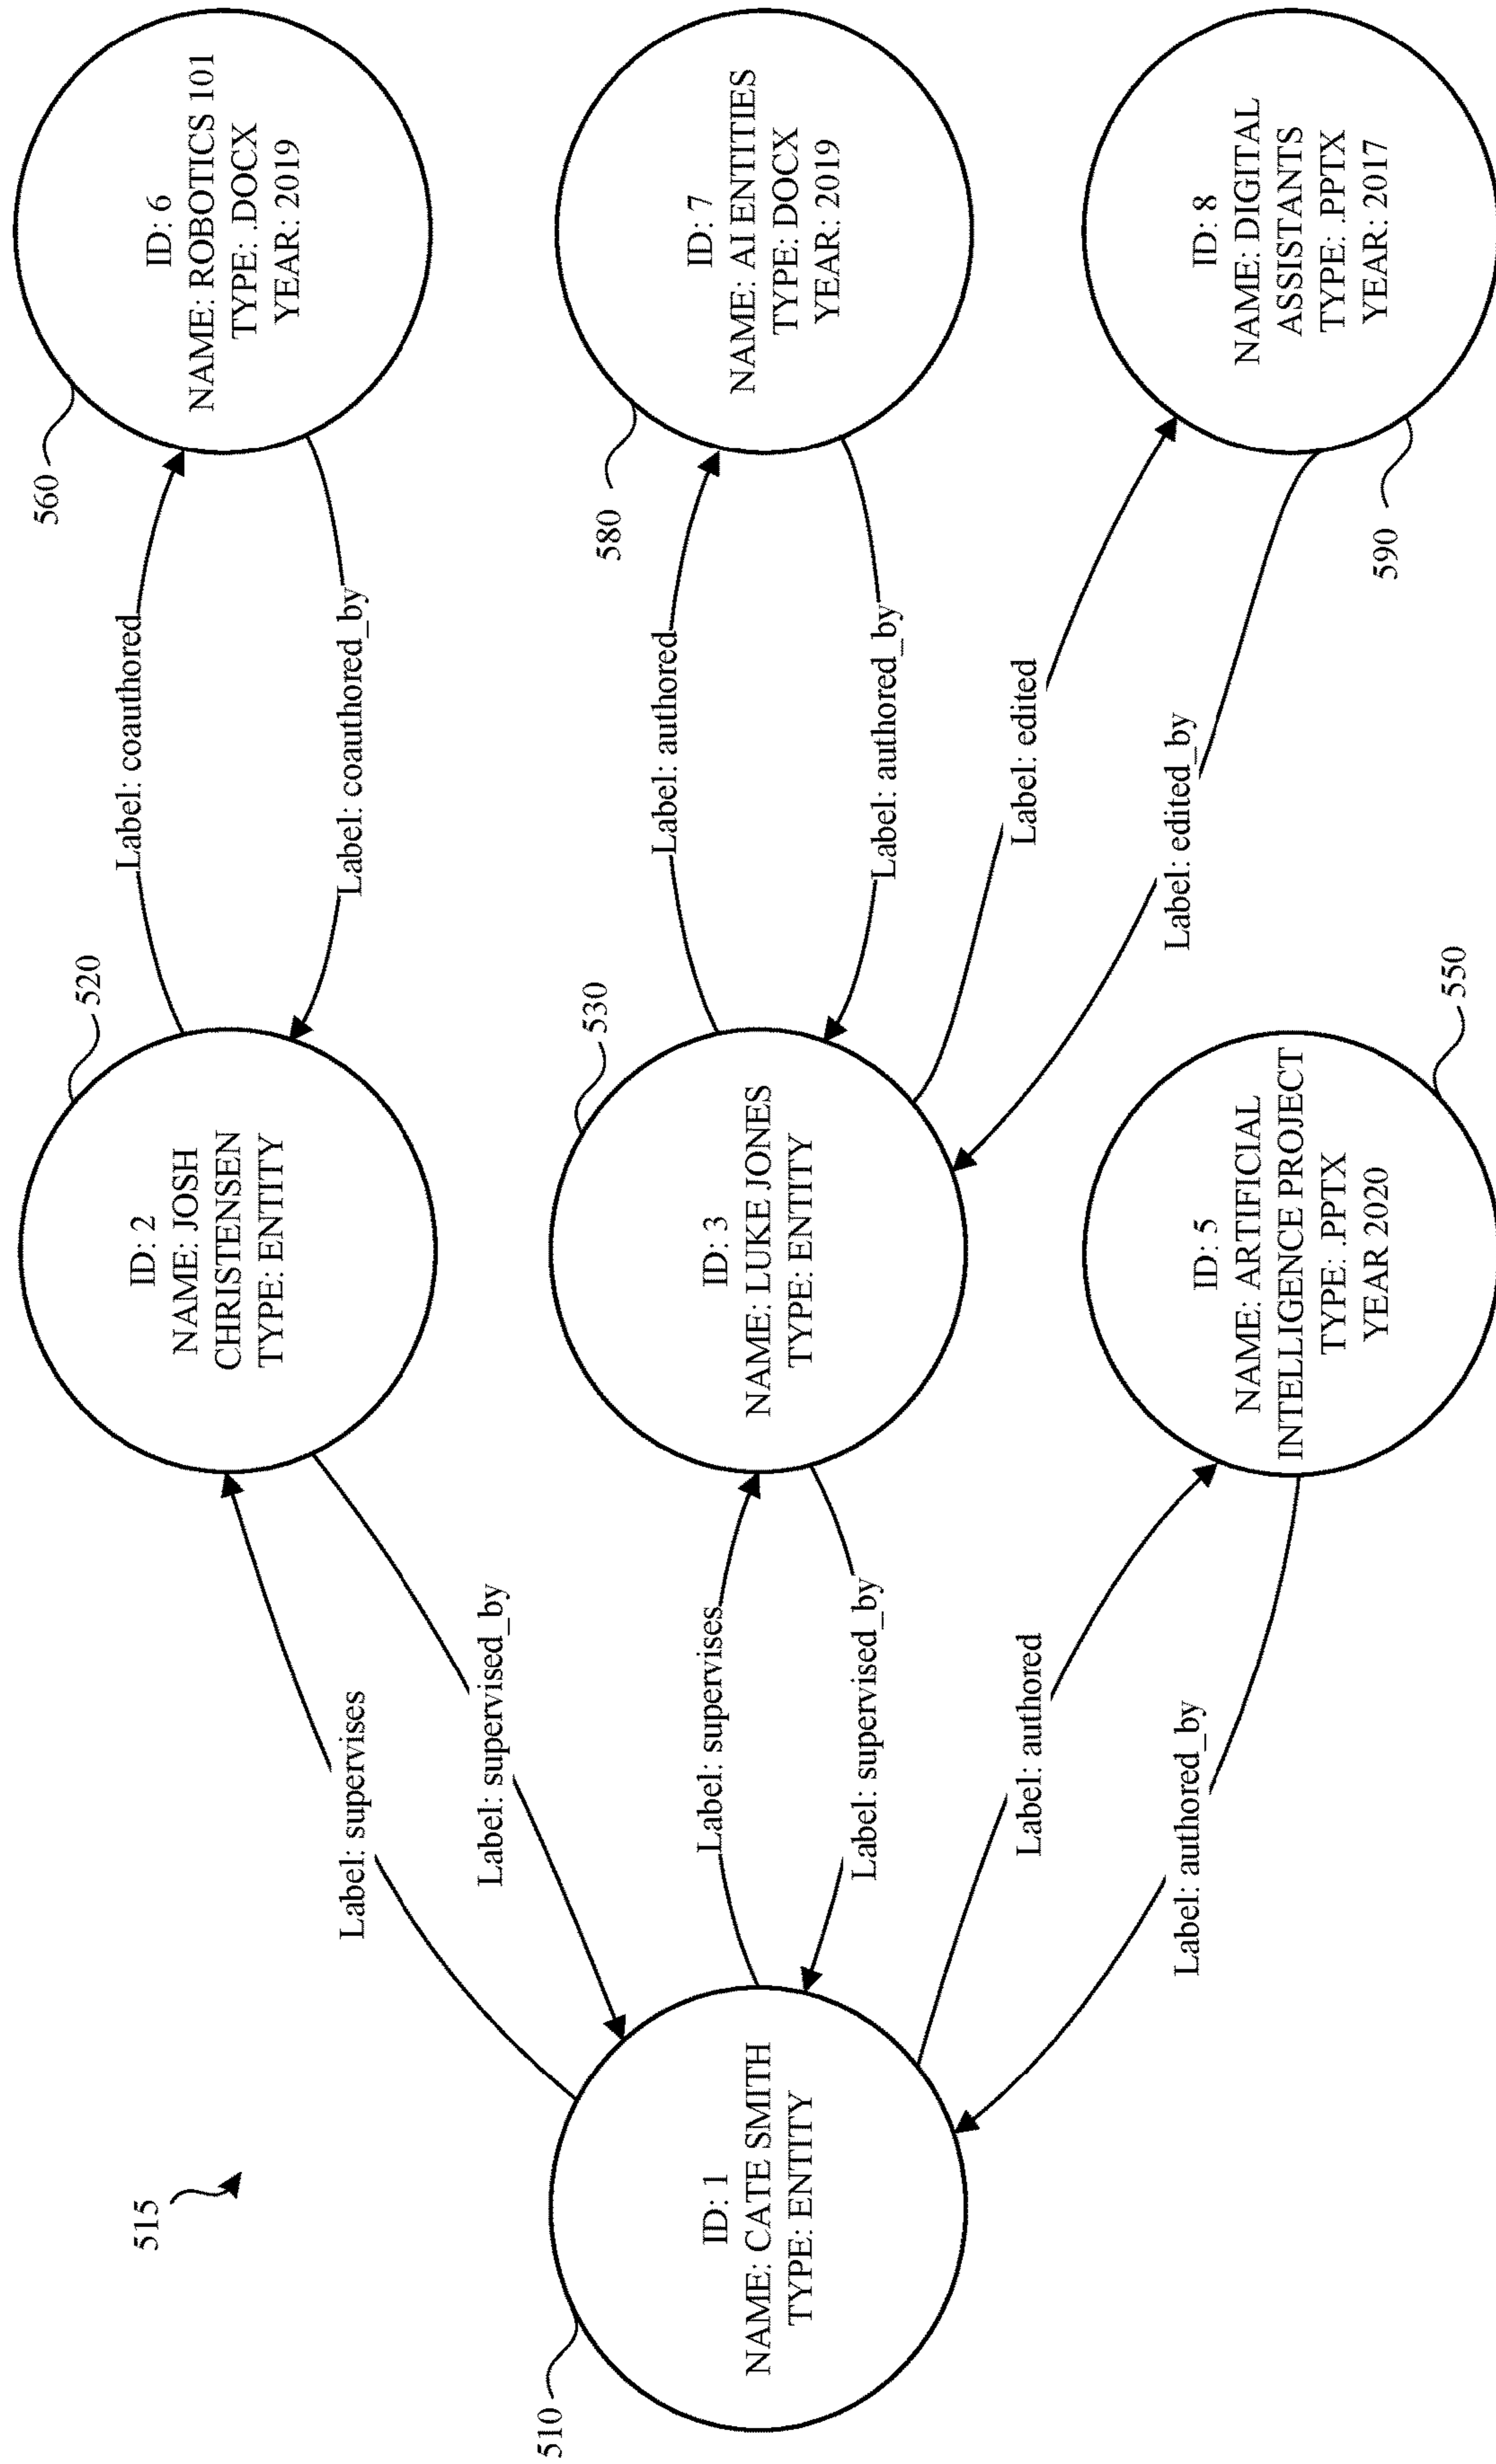 515
510
ID: 1
NAME: CATE SMITH
TYPE: ENTITY
Label: supervises
Label: supervised_by
Label: supervises
Label: supervised_by
Label: authored
Label: authored_by
520
ID: 2
NAME: JOSH
CHRISTENSEN
TYPE: ENTITY
530
ID: 3
NAME: LUKE JONES
TYPE: ENTITY
550
ID: 5
NAME: ARTIFICIAL
INTELLIGENCE PROJECT
TYPE: .PPTX
YEAR 2020
Label: coauthored
Label: coauthored_by
Label: authored
Label: authored_by
Label: edited
Label: edited_by
560
ID: 6
NAME: ROBOTICS 101
TYPE: .DOCX
YEAR: 2019
580
ID: 7
NAME: AI ENTITIES
TYPE: DOCX
YEAR: 2019
590
ID: 8
NAME: DIGITAL
ASSISTANTS
TYPE: .PPTX
YEAR: 2017